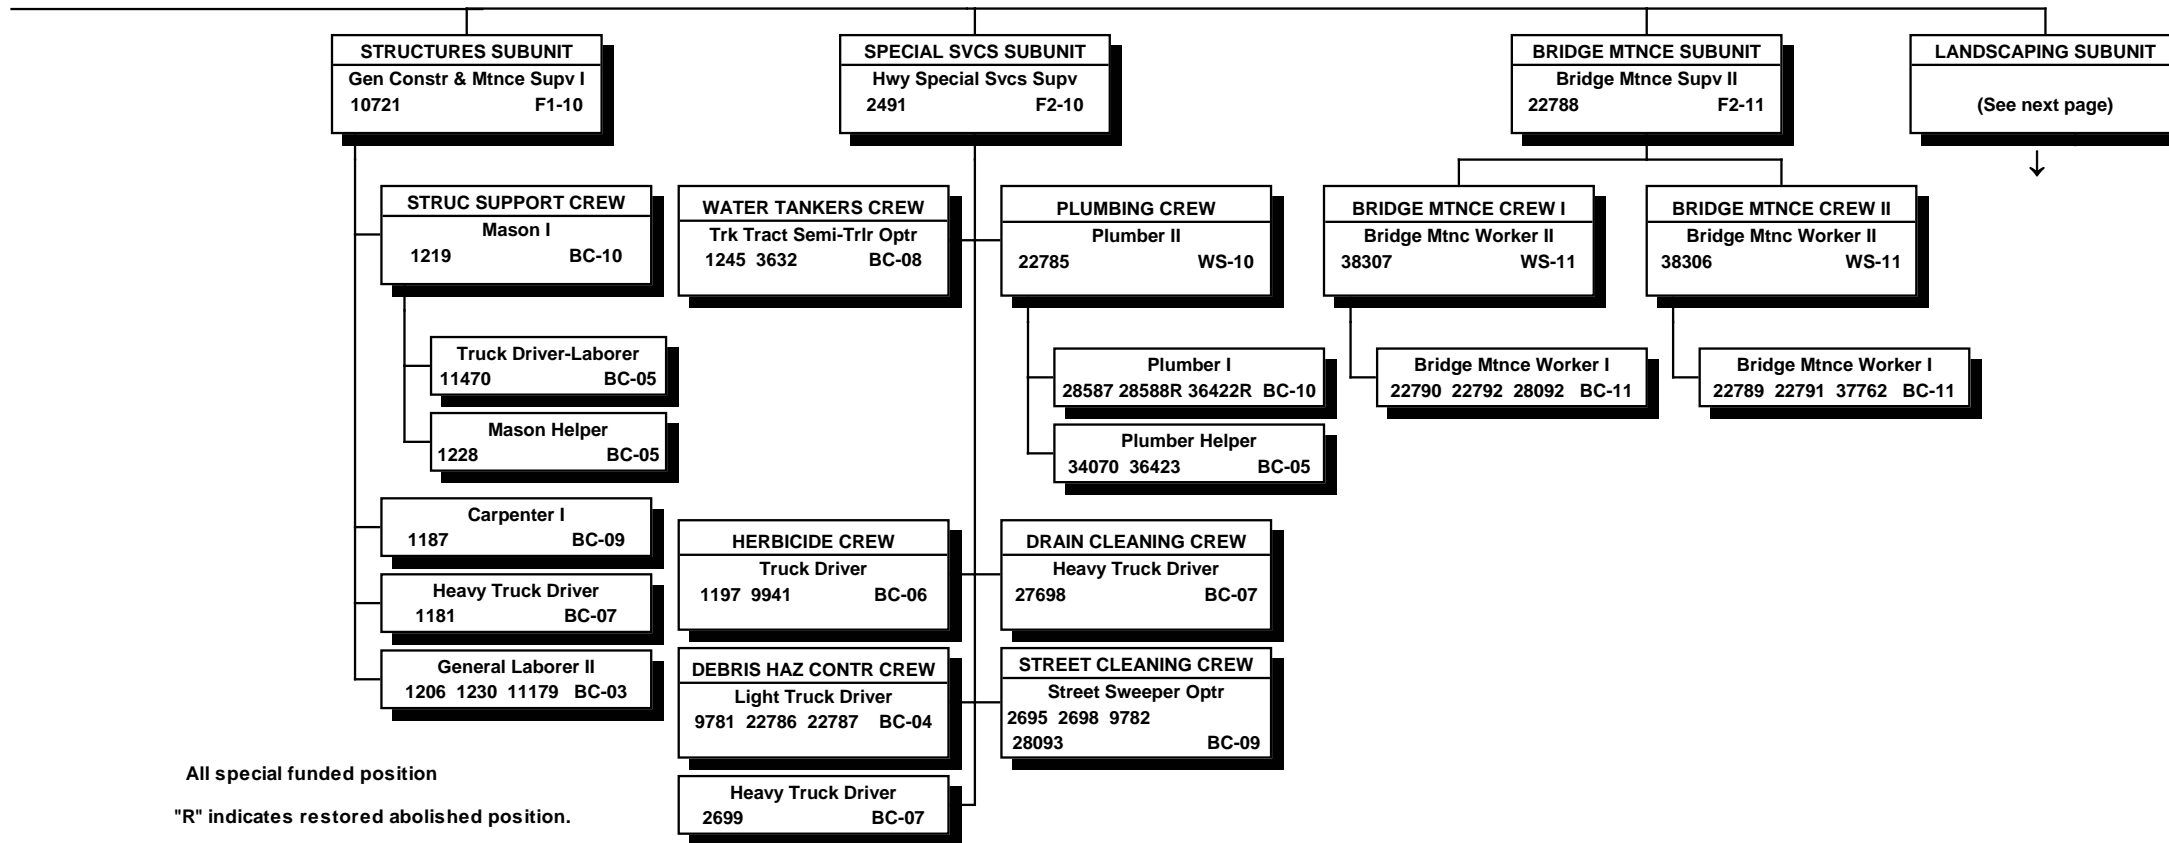 STRUCTURES SUBUNIT
Gen Constr & Mtnce Supv I
10721 F1-10
SPECIAL SVCS SUBUNIT
Hwy Special Svcs Supv
2491 F2-10
BRIDGE MTNCE SUBUNIT
Bridge Mtnce Supv II
22788 F2-11
LANDSCAPING SUBUNIT
(See next page)
STRUC SUPPORT CREW
Mason I
1219 BC-10
Truck Driver-Laborer
11470 BC-05
Mason Helper
1228 BC-05
Carpenter I
1187 BC-09
Heavy Truck Driver
1181 BC-07
General Laborer II
1206 1230 11179 BC-03
WATER TANKERS CREW
Trk Tract Semi-Trlr Optr
1245 3632 BC-08
PLUMBING CREW
Plumber II
22785 WS-10
Plumber I
28587 28588R 36422R BC-10
Plumber Helper
34070 36423 BC-05
HERBICIDE CREW
Truck Driver
1197 9941 BC-06
DRAIN CLEANING CREW
Heavy Truck Driver
27698 BC-07
DEBRIS HAZ CONTR CREW
Light Truck Driver
9781 22786 22787 BC-04
STREET CLEANING CREW
Street Sweeper Optr
2695 2698 9782
28093 BC-09
Heavy Truck Driver
2699 BC-07
BRIDGE MTNCE CREW I
Bridge Mtnc Worker II
38307 WS-11
Bridge Mtnce Worker I
22790 22792 28092 BC-11
BRIDGE MTNCE CREW II
Bridge Mtnc Worker II
38306 WS-11
Bridge Mtnce Worker I
22789 22791 37762 BC-11
All special funded position
"R" indicates restored abolished position.